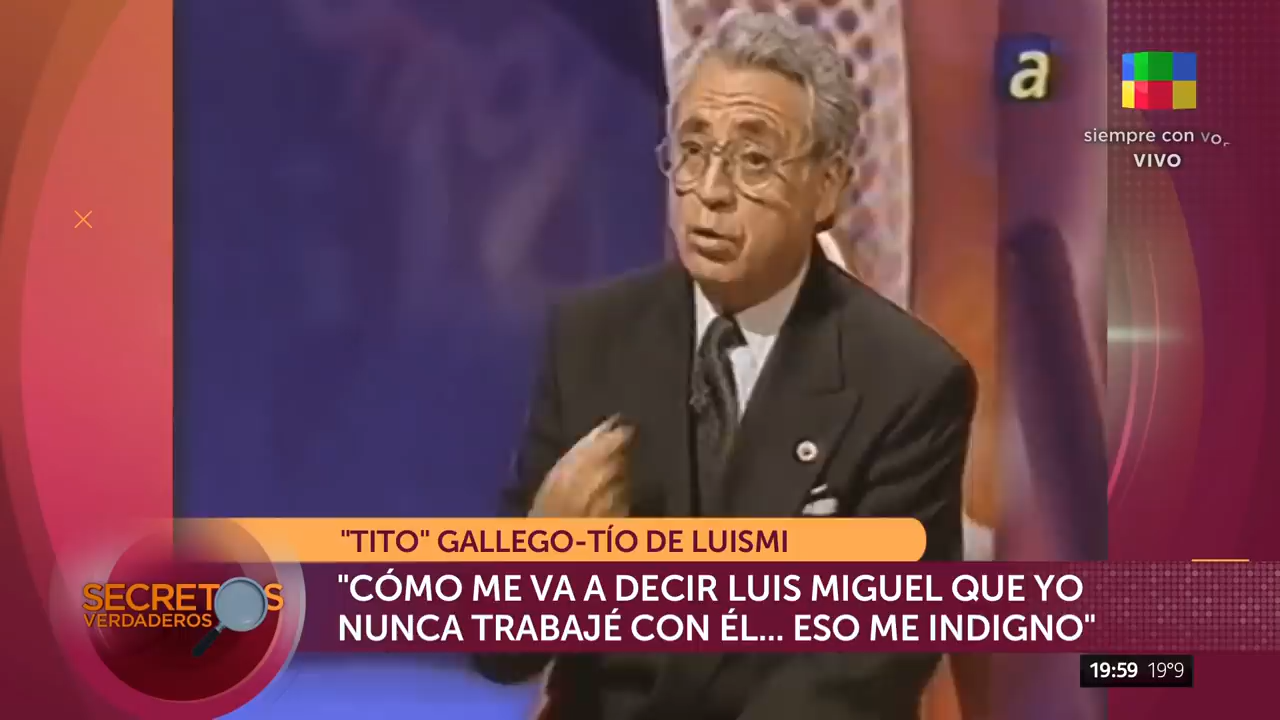 a
siempre con vo
VIVO
"TITO" GALLEGO-TÍO DE LUISMI
SECRETOS
VERDADEROS
"CÓMO ME VA A DECIR LUIS MIGUEL QUE YO
NUNCA TRABAJÉ CON ÉL... ESO ME INDIGNO"
19:59 19°9